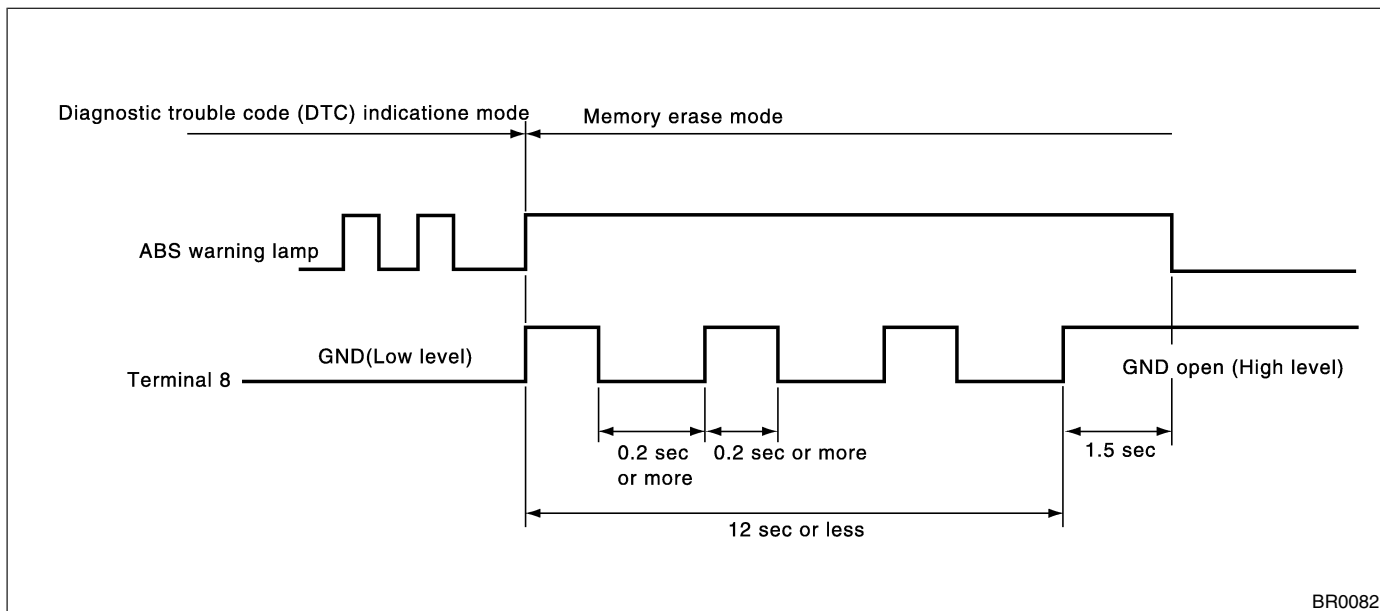 Diagnostic trouble code (DTC) indicatione mode
Memory erase mode
ABS warning lamp
GND(Low level)
Terminal 8
GND open (High level)
0.2 sec
or more
0.2 sec or more
1.5 sec
12 sec or less
BR0082